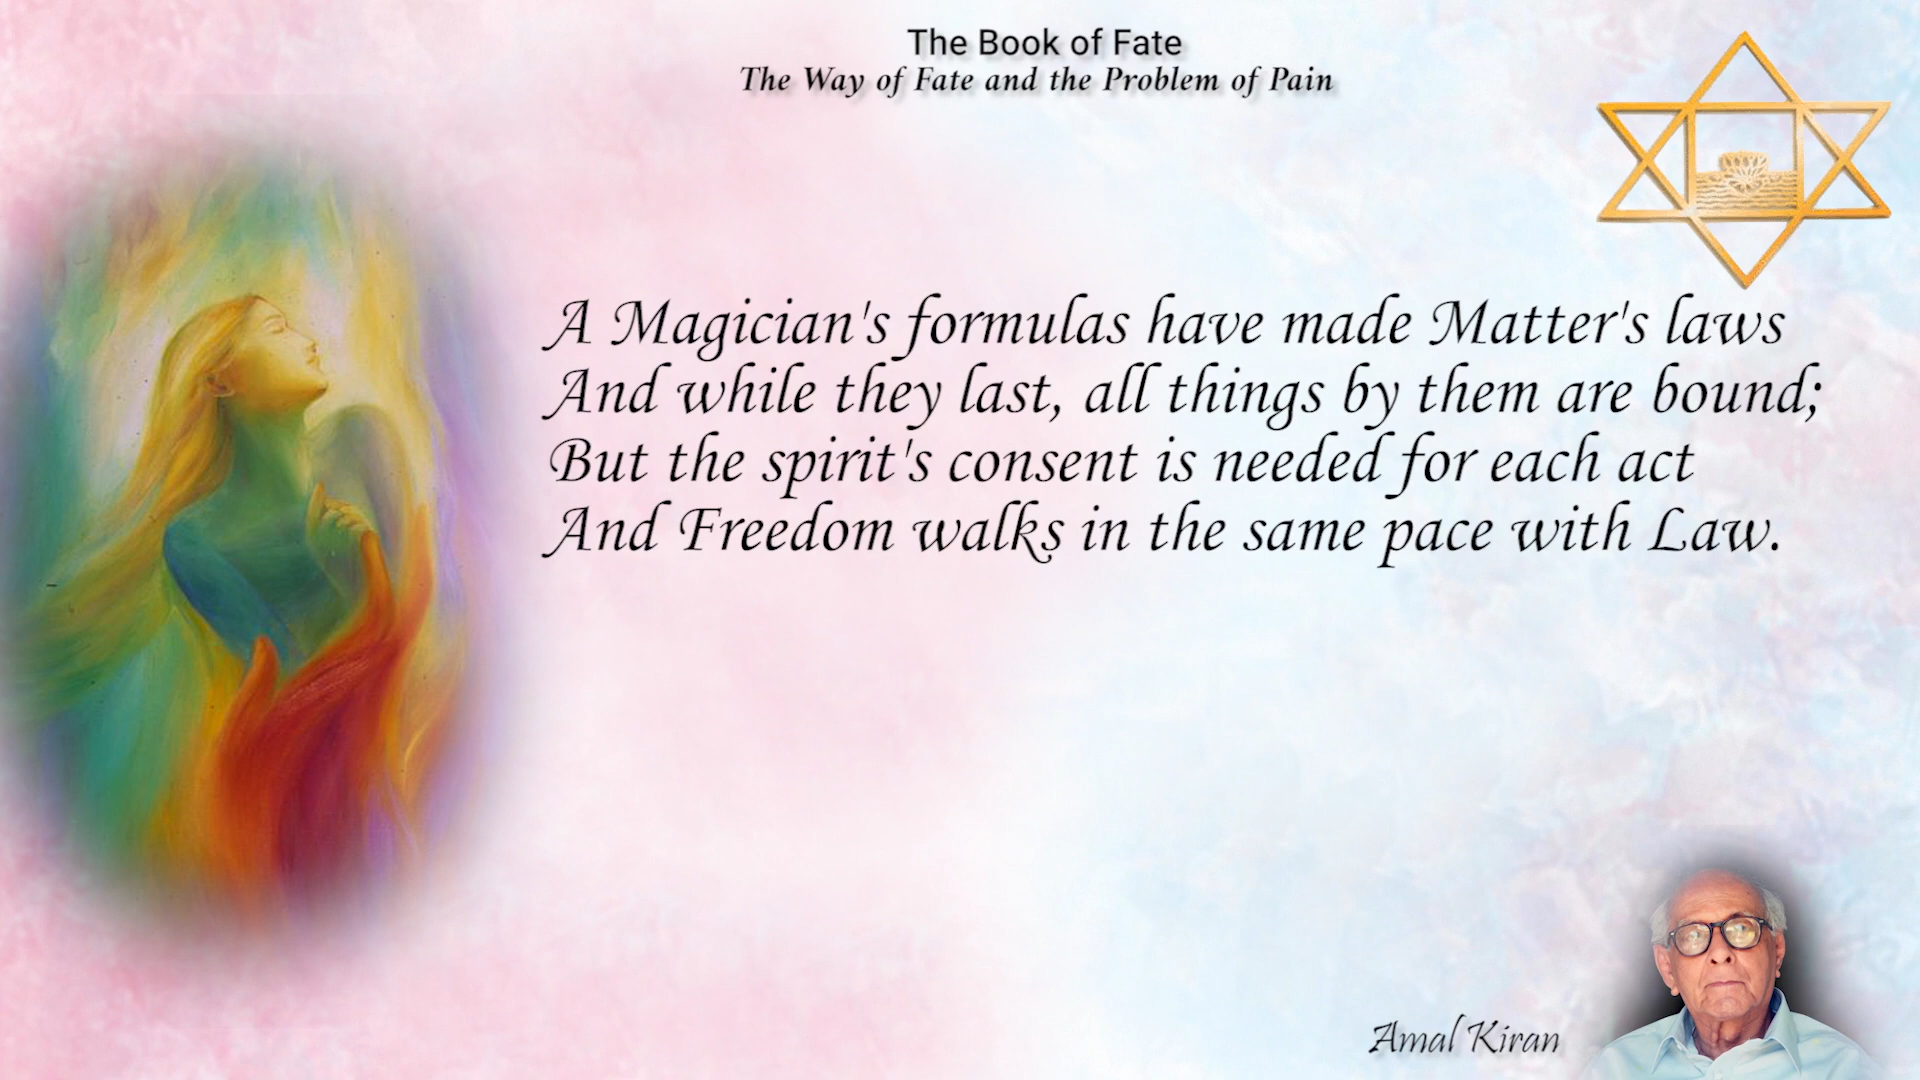 The Book of Fate
The Way of Fate and the Problem of Pain
A Magician's formulas have made Matter's laws
And while they last, all things by them are bound;
But the spirit's consent is needed for each act
And Freedom walks in the same pace with Law.
Amal Kiran